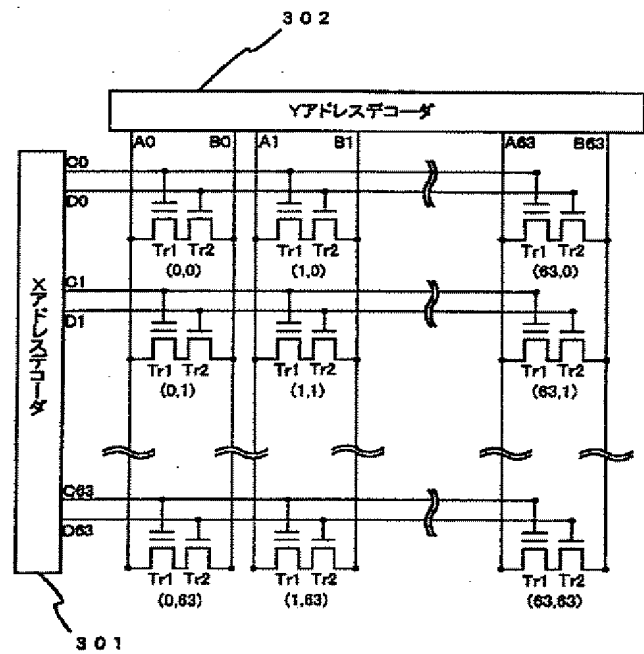 302
Yアドレスデコーダ
A0 B0 A1 B1 A63 B63
C0
D0
Tr1 Tr2 Tr1 Tr2 Tr1 Tr2
(0,0) (1,0) (63,0)
C1
D1
Tr1 Tr2 Tr1 Tr2 Tr1 Tr2
(0,1) (1,1) (63,1)
Xアドレスデコーダ
C63
D63
Tr1 Tr2 Tr1 Tr2 Tr1 Tr2
(0,63) (1,63) (63,63)
301